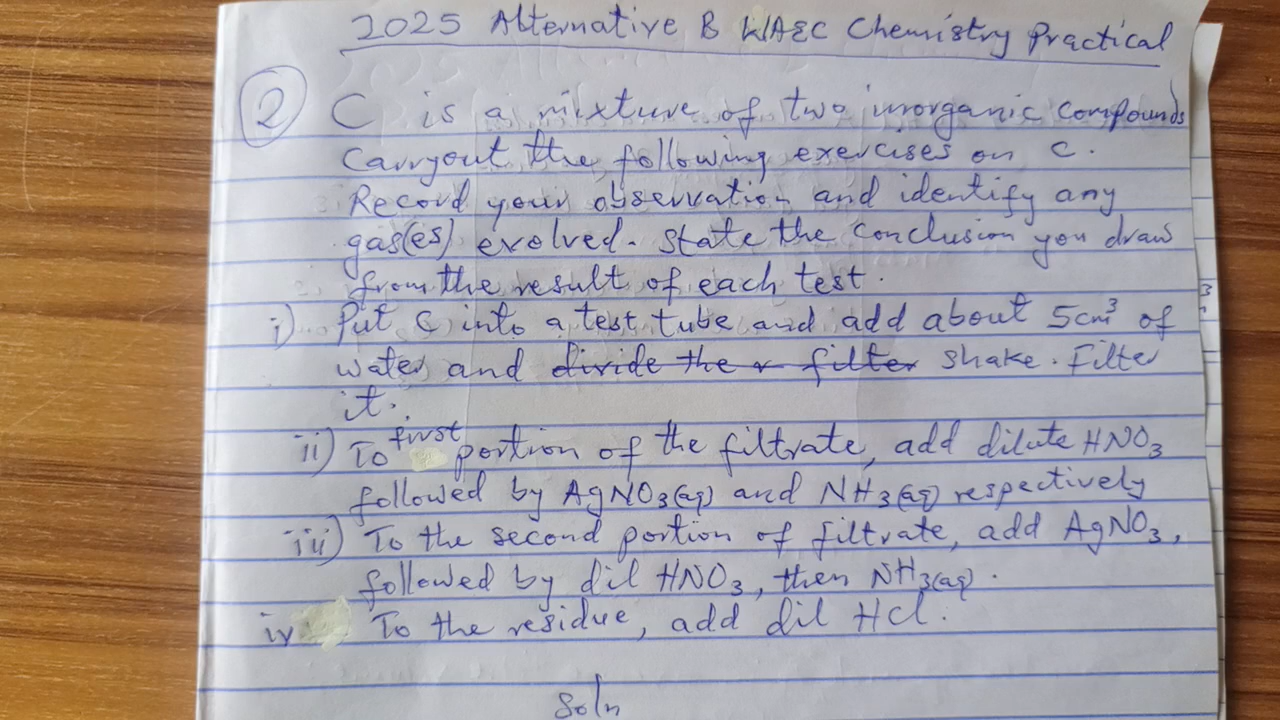 2025 Alternative B WAEC Chemistry Practical
② C is a mixture of two inorganic compounds
Carryout the following exercises on C.
Record your observation and identify any
gas(es) evolved. State the conclusion you draw
from the result of each test.
i) Put C into a test tube and add about 5cm³ of
water and divide the r filter shake. Filter
it.
ii) To first portion of the filtrate, add dilute HNO₃
followed by AgNO₃(aq) and NH₃(aq) respectively
iii) To the second portion of filtrate, add AgNO₃,
followed by dil HNO₃, then NH₃(aq).
iv To the residue, add dil HCl.
Soln